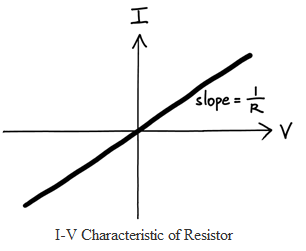 I
slope = 1/R
V
I-V Characteristic of Resistor